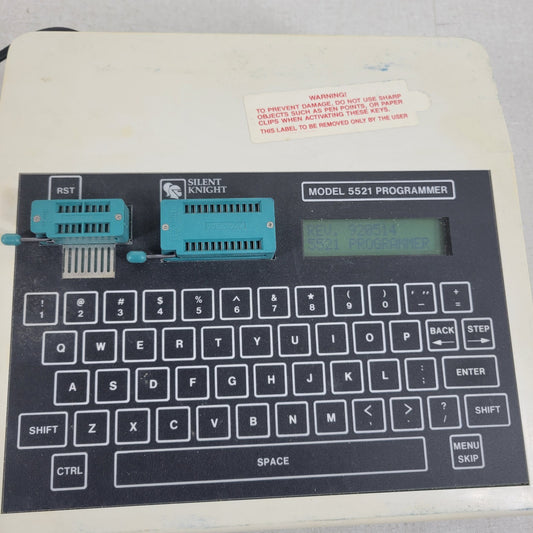 WARNING!
TO PREVENT DAMAGE, DO NOT USE SHARP
OBJECTS SUCH AS PEN POINTS, OR PAPER
CLIPS WHEN ACTIVATING THESE KEYS.
THIS LABEL TO BE REMOVED ONLY BY THE USER
RST
SILENT
KNIGHT
MODEL 5521 PROGRAMMER
REV. 920514
5521 PROGRAMMER
! @ # $ % ^ & * ( ) ' " +
1 2 3 4 5 6 7 8 9 0 - =
Q W E R T Y U I O P BACK STEP
A S D F G H J K L : ; ENTER
SHIFT Z X C V B N M < , > . ? / SHIFT
CTRL SPACE MENU
SKIP